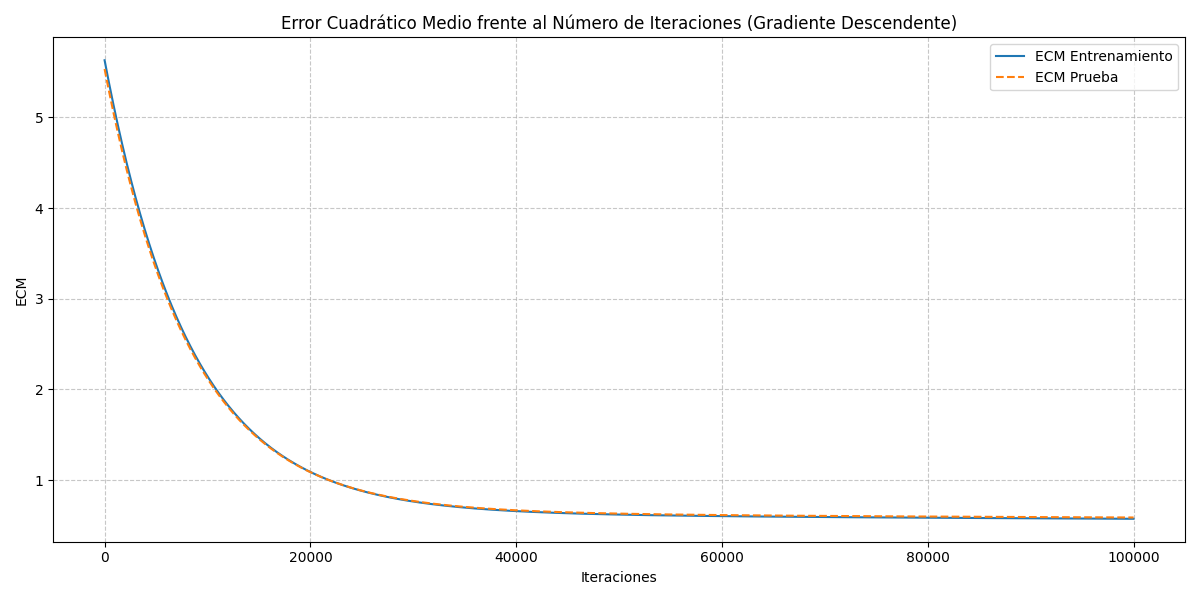 Error Cuadrático Medio frente al Número de Iteraciones (Gradiente Descendente)
ECM Entrenamiento
ECM Prueba
ECM
5
4
3
2
1
0 20000 40000 60000 80000 100000
Iteraciones